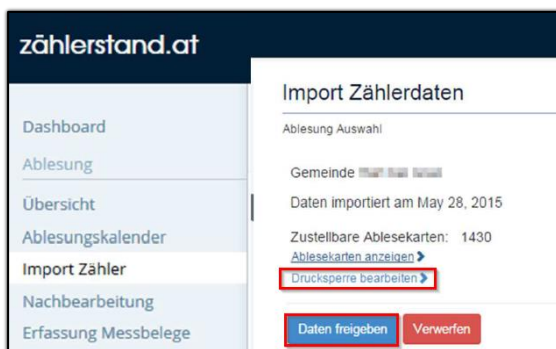 zählerstand.at
Dashboard
Ablesung
Übersicht
Ablesungskalender
Import Zähler
Nachbearbeitung
Erfassung Messbelege
Import Zählerdaten
Ablesung Auswahl
Gemeinde
Daten importiert am May 28, 2015
Zustellbare Ablesekarten: 1430
Ablesekarten anzeigen
Drucksperre bearbeiten
Daten freigeben Verwerfen